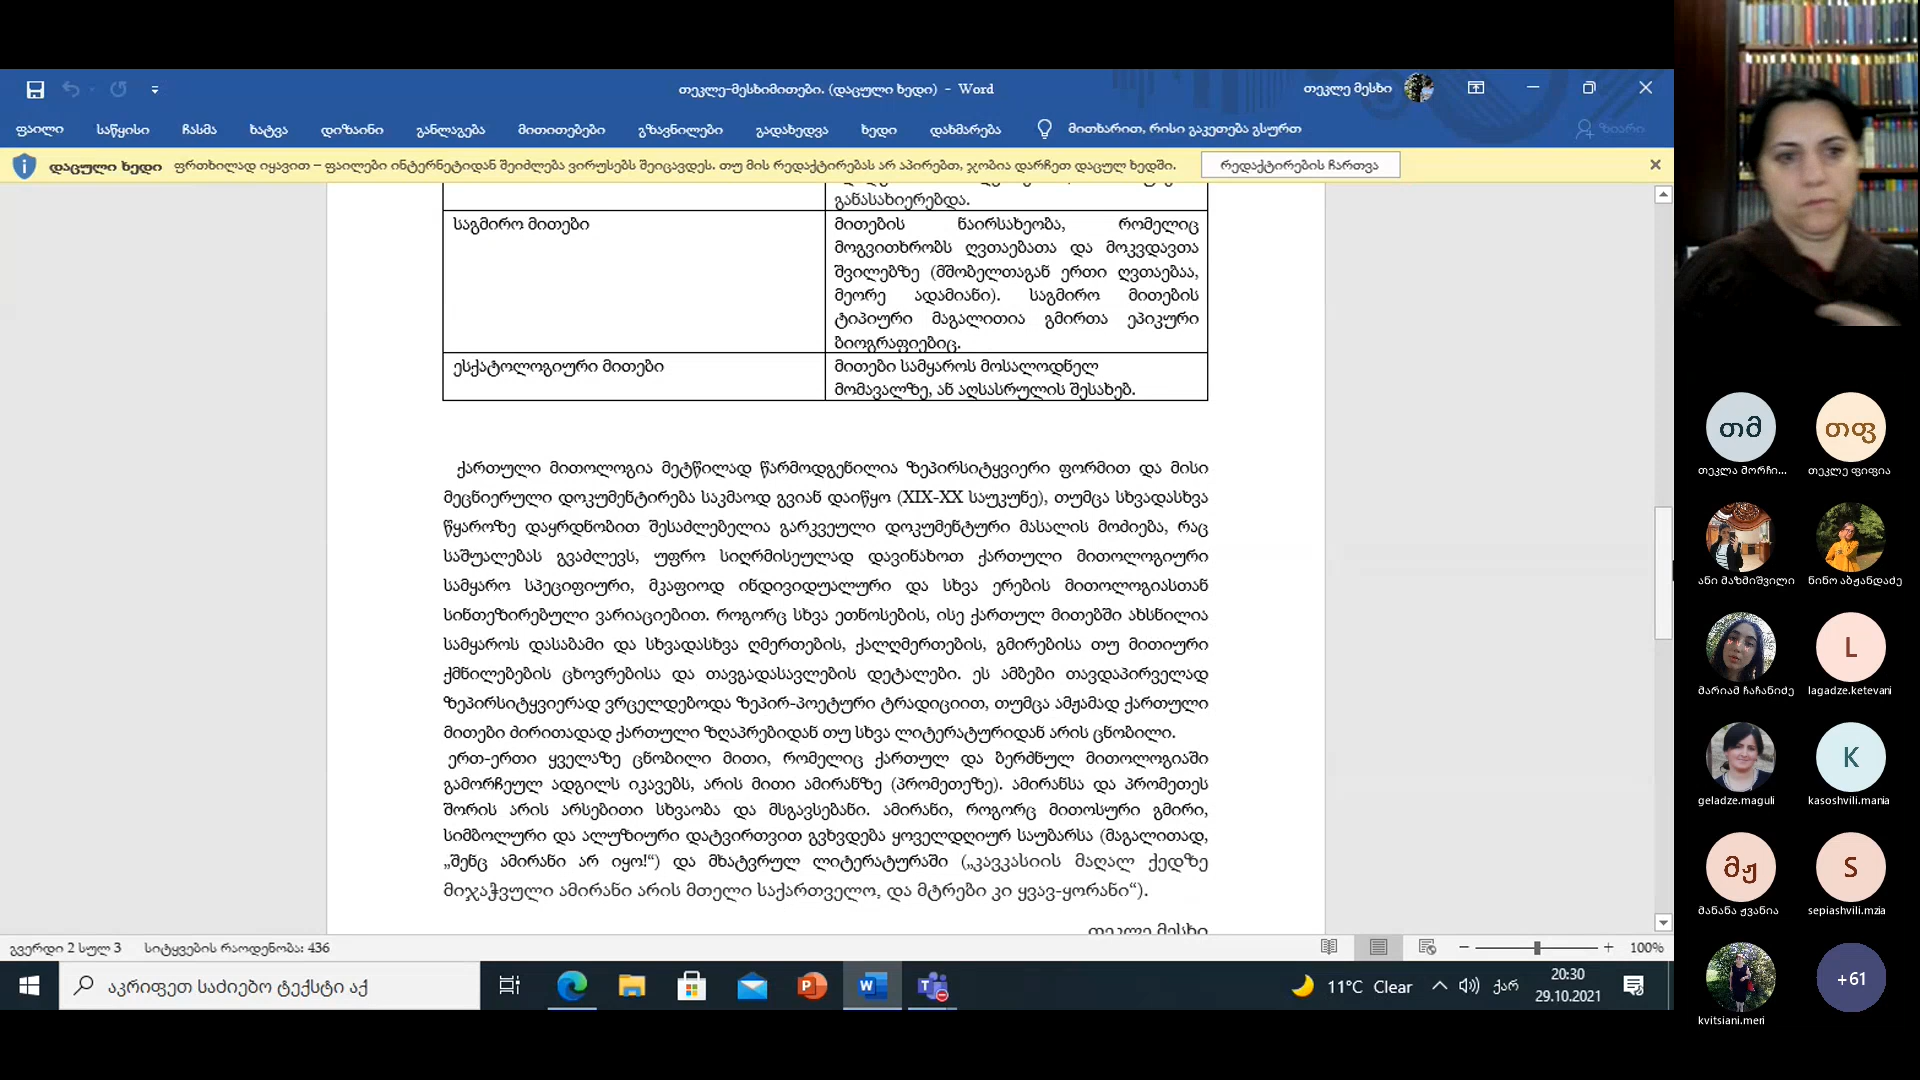 თეკლე-მესხიმითები. (დაცული ხედი) - Word
თეკლე მესხი
ფაილი საწყისი ჩასმა ხატვა დიზაინი განლაგება მითითებები გზავნილები გადახედვა ხედი დახმარება მითხარით, რისი გაკეთება გსურთ ზიარი
დაცული ხედი ფრთხილად იყავით – ფაილები ინტერნეტიდან შეიძლება ვირუსებს შეიცავდეს. თუ მის რედაქტირებას არ აპირებთ, ჯობია დარჩეთ დაცულ ხედში. რედაქტირების ჩართვა
განასახიერებდა.
საგმირო მითები
მითების ნაირსახეობა, რომელიც
მოგვითხრობს ღვთაებათა და მოკვდავთა
შვილებზე (მშობელთაგან ერთი ღვთაებაა,
მეორე ადამიანი). საგმირო მითების
ტიპიური მაგალითია გმირთა ეპიკური
ბიოგრაფიებიც.
ესქატოლოგიური მითები
მითები სამყაროს მოსალოდნელ
მომავალზე, ან აღსასრულის შესახებ.
ქართული მითოლოგია მეტწილად წარმოდგენილია ზეპირსიტყვიერი ფორმით და მისი
მეცნიერული დოკუმენტირება საკმაოდ გვიან დაიწყო (XIX-XX საუკუნე), თუმცა სხვადასხვა
წყაროზე დაყრდნობით შესაძლებელია გარკვეული დოკუმენტური მასალის მოძიება, რაც
საშუალებას გვაძლევს, უფრო სიღრმისეულად დავინახოთ ქართული მითოლოგიური
სამყარო სპეციფიური, მკაფიოდ ინდივიდუალური და სხვა ერების მითოლოგიასთან
სინთეზირებული ვარიაციებით. როგორც სხვა ეთნოსების, ისე ქართულ მითებში ახსნილია
სამყაროს დასაბამი და სხვადასხვა ღმერთების, ქალღმერთების, გმირებისა თუ მითიური
ქმნილებების ცხოვრებისა და თავგადასავლების დეტალები. ეს ამბები თავდაპირველად
ზეპირსიტყვიერად ვრცელდებოდა ზეპირ-პოეტური ტრადიციით, თუმცა ამჟამად ქართული
მითები ძირითადად ქართული ზღაპრებიდან თუ სხვა ლიტერატურიდან არის ცნობილი.
ერთ-ერთი ყველაზე ცნობილი მითი, რომელიც ქართულ და ბერძნულ მითოლოგიაში
გამორჩეულ ადგილს იკავებს, არის მითი ამირანზე (პრომეთეზე). ამირანსა და პრომეთეს
შორის არის არსებითი სხვაობა და მსგავსებანი. ამირანი, როგორც მითოსური გმირი,
სიმბოლური და ალუზიური დატვირთვით გვხვდება ყოველდღიურ საუბარსა (მაგალითად,
„შენც ამირანი არ იყო!“) და მხატვრულ ლიტერატურაში („კავკასიის მაღალ ქედზე
მიჯაჭვული ამირანი არის მთელი საქართველო, და მტრები კი ყვავ-ყორანი“).
თეკლე მესხი
გვერდი 2 სულ 3 სიტყვების რაოდენობა: 436
100%
აკრიფეთ საძიებო ტექსტი აქ
11°C Clear
ქარ
20:30
29.10.2021
თმ თფ
თეკლა მორჩი... თეკლე ფიფია
ანი მაზმიშვილი ნინო აბჟანდაძე
L
მარიამ ჩაჩანიძე lagadze.ketevani
K
geladze.maguli kasoshvili.mania
მჟ S
მანანა ჟვანია sepiashvili.mzia
+61
kvitsiani.meri